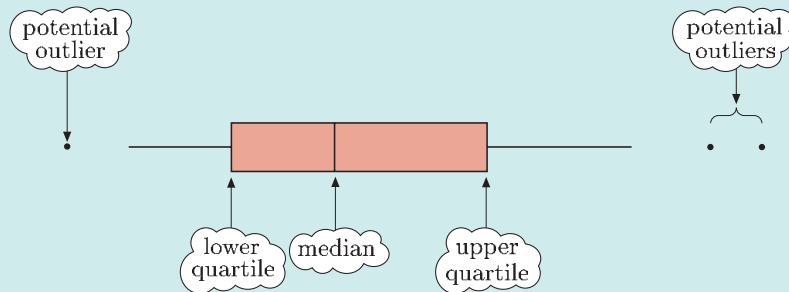 potential
outlier
potential
outliers
lower
quartile
median
upper
quartile